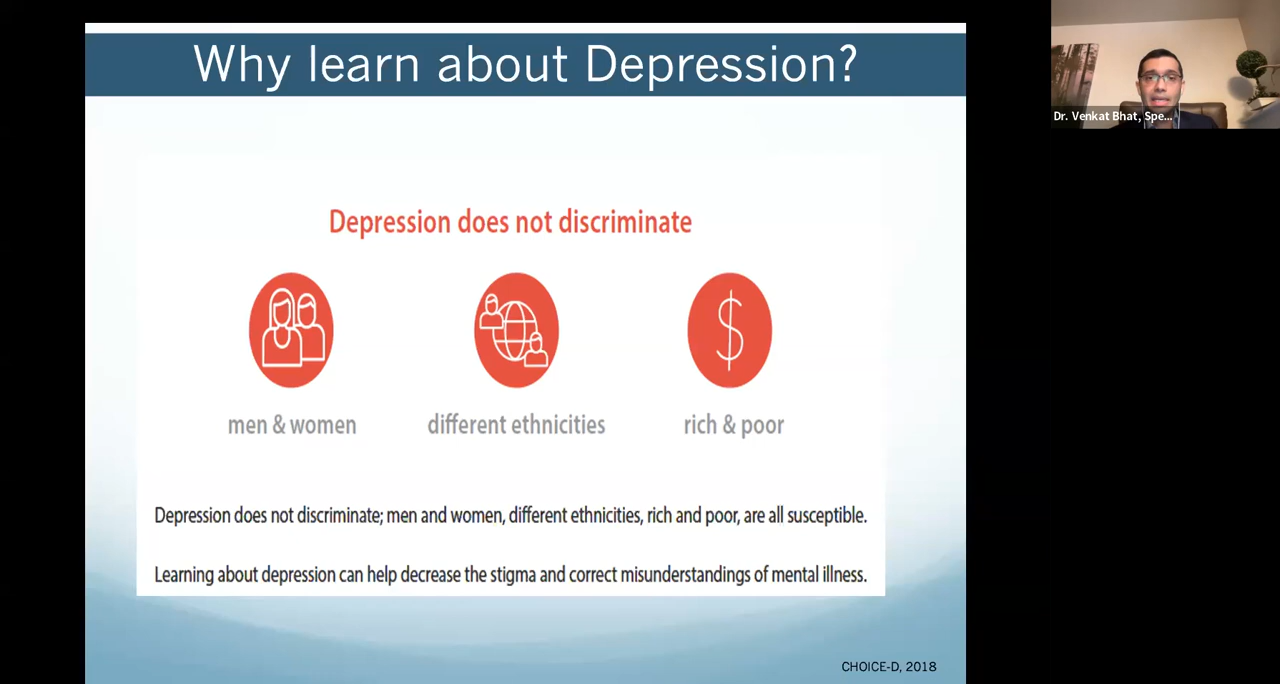 Why learn about Depression?
Dr. Venkat Bhat, Spe...
Depression does not discriminate
men & women
different ethnicities
rich & poor
Depression does not discriminate; men and women, different ethnicities, rich and poor, are all susceptible.
Learning about depression can help decrease the stigma and correct misunderstandings of mental illness.
CHOICE-D, 2018